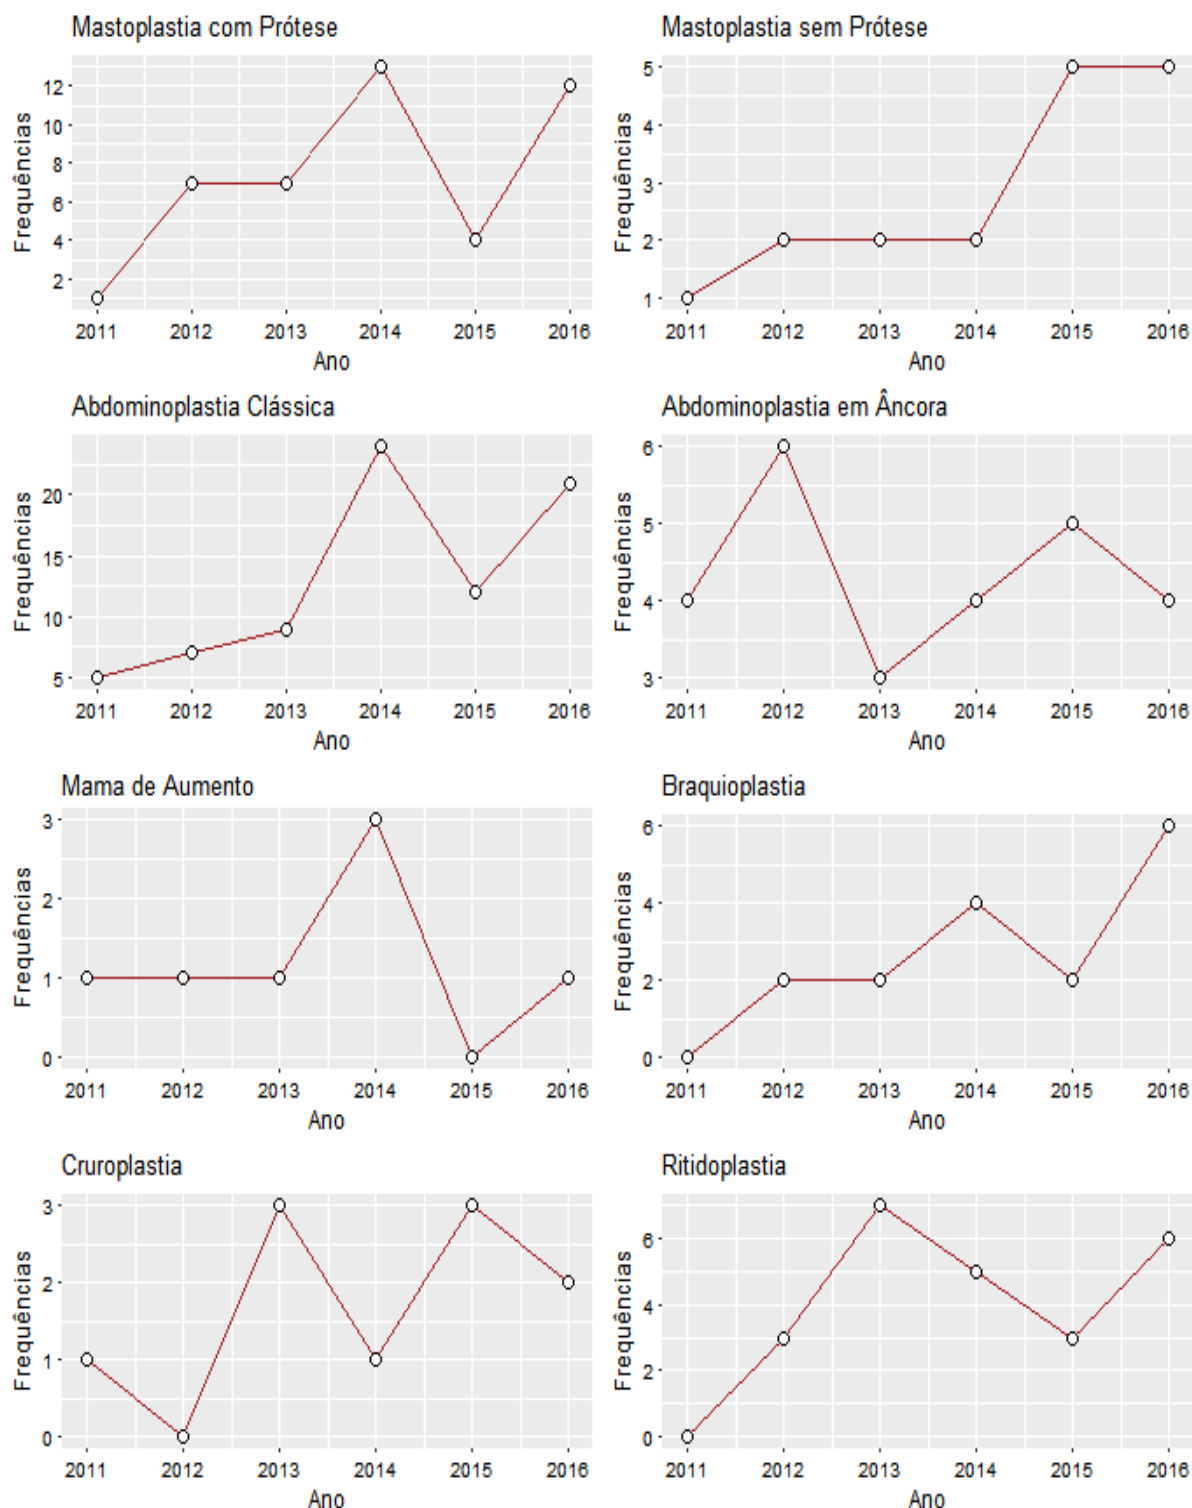 Mastoplastia com Prótese
Frequências
12
10
8
6
4
2
2011 2012 2013 2014 2015 2016
Ano
Mastoplastia sem Prótese
Frequências
5
4
3
2
1
2011 2012 2013 2014 2015 2016
Ano
Abdominoplastia Clássica
Frequências
20
15
10
5
2011 2012 2013 2014 2015 2016
Ano
Abdominoplastia em Âncora
Frequências
6
5
4
3
2011 2012 2013 2014 2015 2016
Ano
Mama de Aumento
Frequências
3
2
1
0
2011 2012 2013 2014 2015 2016
Ano
Braquioplastia
Frequências
6
4
2
0
2011 2012 2013 2014 2015 2016
Ano
Cruroplastia
Frequências
3
2
1
0
2011 2012 2013 2014 2015 2016
Ano
Ritidoplastia
Frequências
6
4
2
0
2011 2012 2013 2014 2015 2016
Ano